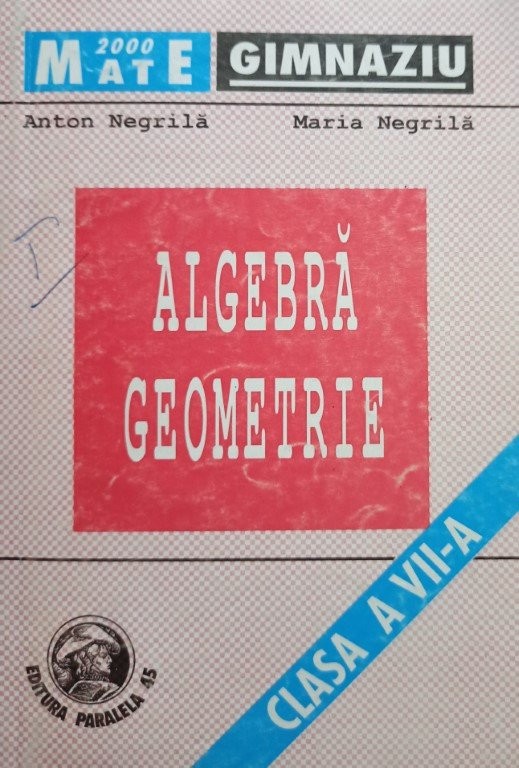 2000
MATE GIMNAZIU
Anton Negrilă Maria Negrilă
ALGEBRĂ
GEOMETRIE
CLASA A VII-A
EDITURA PARALELA 45